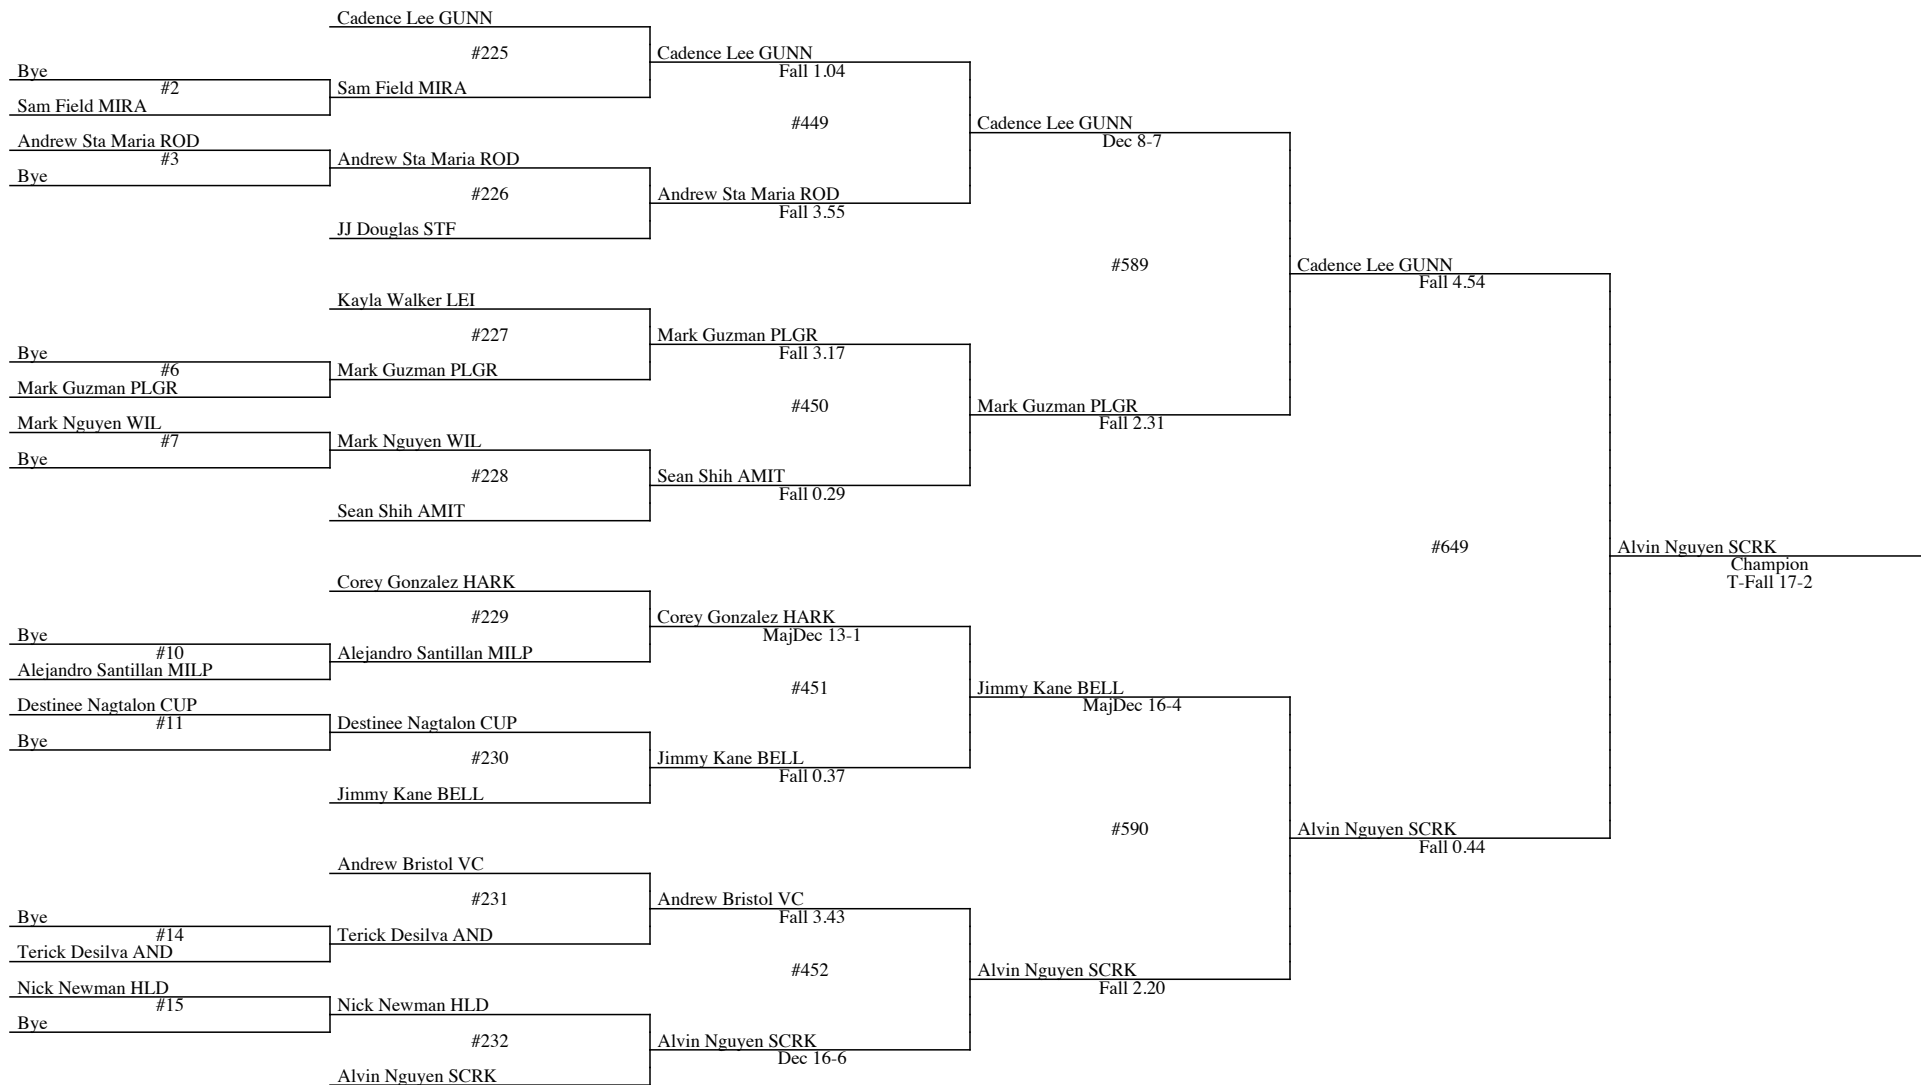 Cadence Lee GUNN
#225
Bye
#2
Sam Field MIRA
Sam Field MIRA
Andrew Sta Maria ROD
#3
Bye
Andrew Sta Maria ROD
#226
JJ Douglas STF
Kayla Walker LEI
#227
Bye
#6
Mark Guzman PLGR
Mark Guzman PLGR
Mark Nguyen WIL
#7
Bye
Mark Nguyen WIL
#228
Sean Shih AMIT
Corey Gonzalez HARK
#229
Bye
#10
Alejandro Santillan MILP
Alejandro Santillan MILP
Destinee Nagtalon CUP
#11
Bye
Destinee Nagtalon CUP
#230
Jimmy Kane BELL
Andrew Bristol VC
#231
Bye
#14
Terick Desilva AND
Terick Desilva AND
Nick Newman HLD
#15
Bye
Nick Newman HLD
#232
Alvin Nguyen SCRK
Cadence Lee GUNN
Fall 1.04
#449
Andrew Sta Maria ROD
Fall 3.55
Mark Guzman PLGR
Fall 3.17
#450
Sean Shih AMIT
Fall 0.29
Corey Gonzalez HARK
MajDec 13-1
#451
Jimmy Kane BELL
Fall 0.37
Andrew Bristol VC
Fall 3.43
#452
Alvin Nguyen SCRK
Dec 16-6
Cadence Lee GUNN
Dec 8-7
#589
Mark Guzman PLGR
Fall 2.31
Jimmy Kane BELL
MajDec 16-4
#590
Alvin Nguyen SCRK
Fall 2.20
Cadence Lee GUNN
Fall 4.54
#649
Alvin Nguyen SCRK
Fall 0.44
Alvin Nguyen SCRK
Champion
T-Fall 17-2